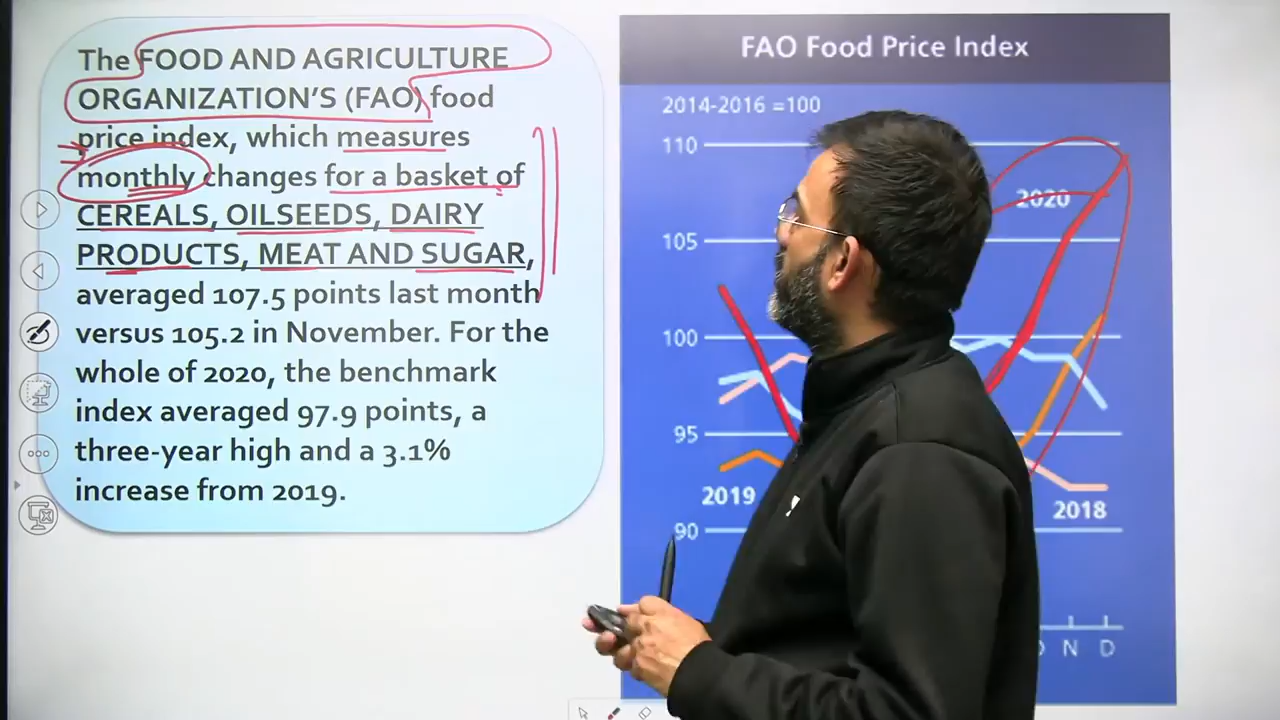 The FOOD AND AGRICULTURE
ORGANIZATION'S (FAO) food
price index, which measures
monthly changes for a basket of
CEREALS, OILSEEDS, DAIRY
PRODUCTS, MEAT AND SUGAR,
averaged 107.5 points last month
versus 105.2 in November. For the
whole of 2020, the benchmark
index averaged 97.9 points, a
three-year high and a 3.1%
increase from 2019.
FAO Food Price Index
2014-2016 =100
110
2020
105
100
95
2019
2018
90
N D